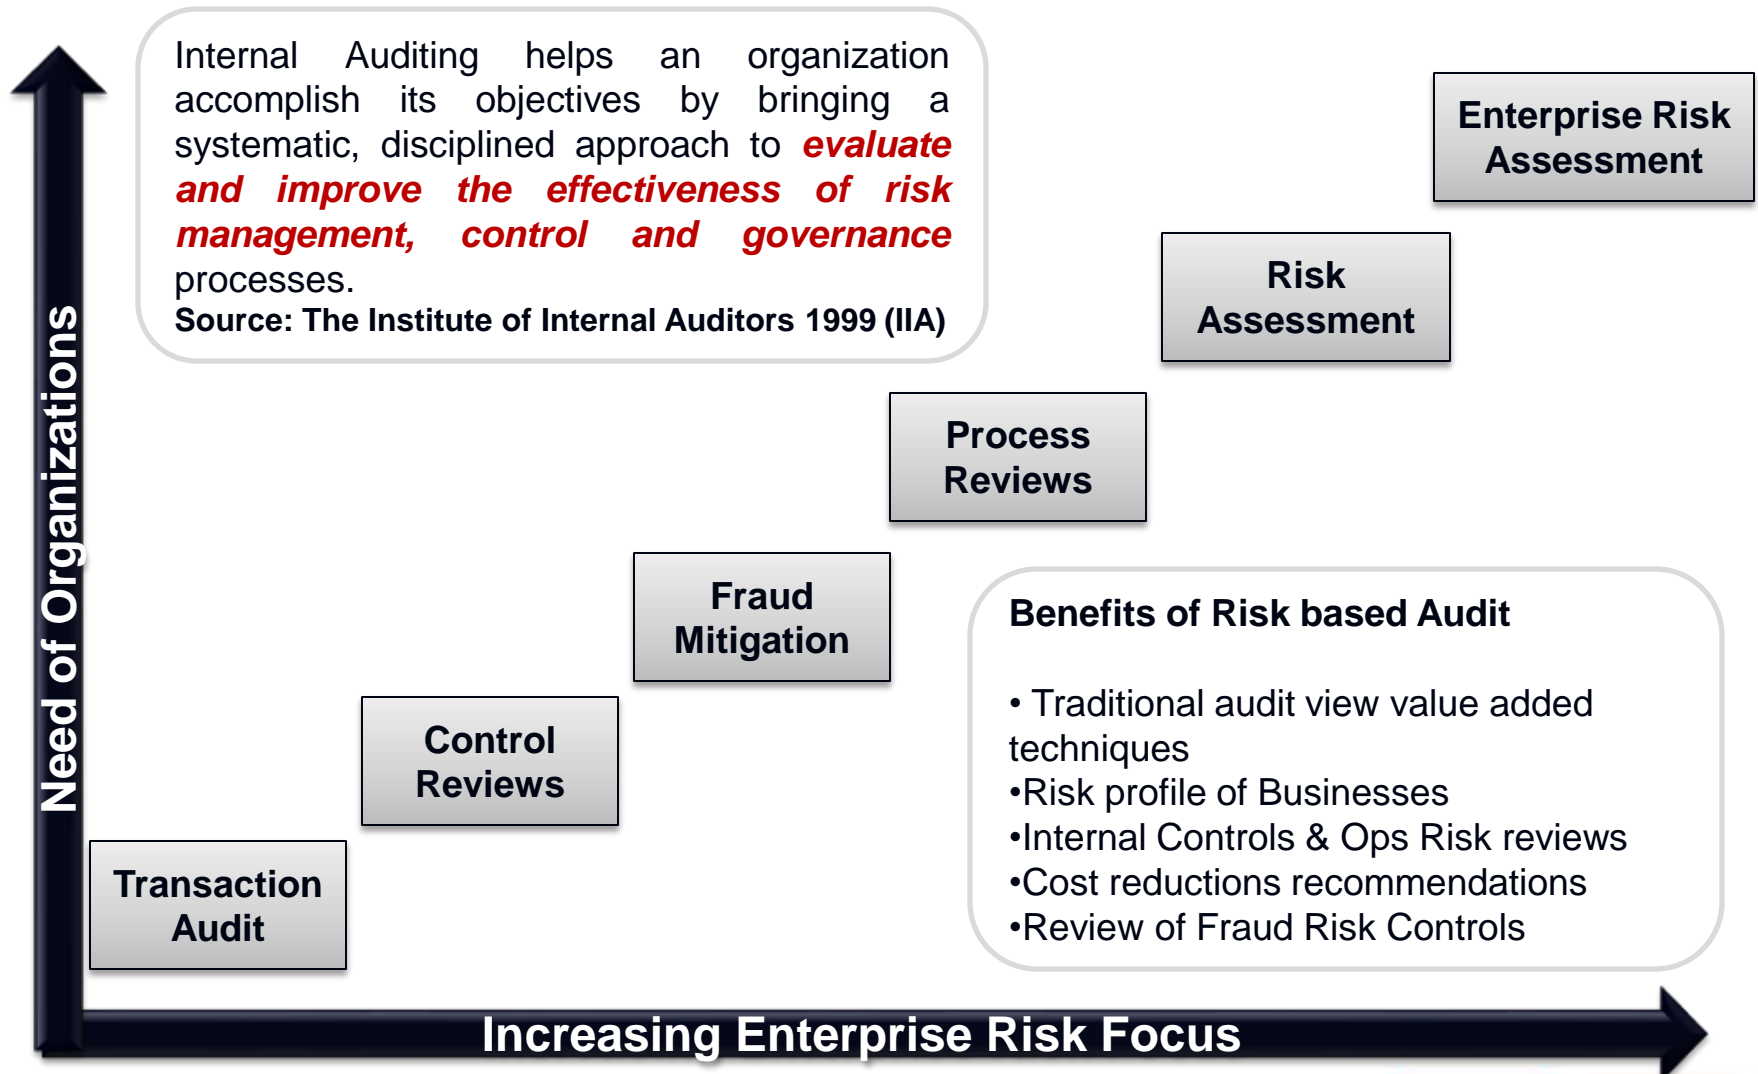 Internal Auditing helps an organization
accomplish its objectives by bringing a
systematic, disciplined approach to evaluate
and improve the effectiveness of risk
management, control and governance
processes.
Source: The Institute of Internal Auditors 1999 (IIA)
Enterprise Risk
Assessment
Risk
Assessment
Process
Reviews
Fraud
Mitigation
Control
Reviews
Transaction
Audit
Need of Organizations
Benefits of Risk based Audit
• Traditional audit view value added
techniques
•Risk profile of Businesses
•Internal Controls & Ops Risk reviews
•Cost reductions recommendations
•Review of Fraud Risk Controls
Increasing Enterprise Risk Focus